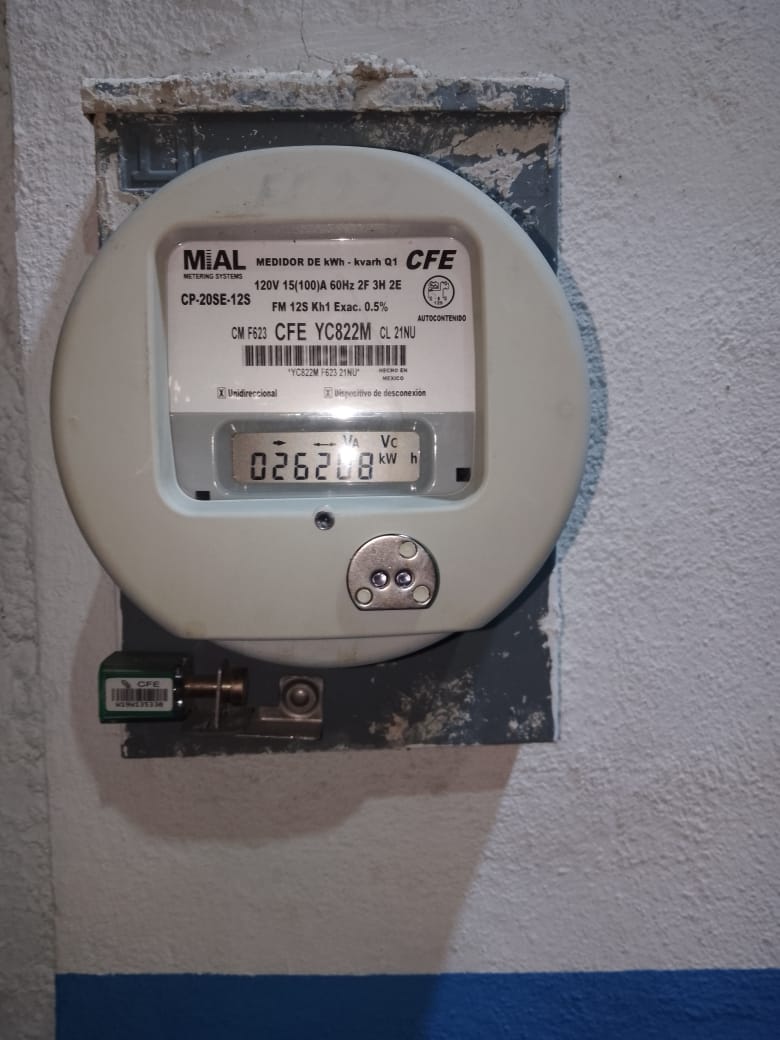 MiAL MEDIDOR DE kWh - kvarh Q1 CFE
METERING SYSTEMS
120V 15(100)A 60Hz 2F 3H 2E
CP-20SE-12S
FM 12S Kh1 Exac. 0.5%
AUTOCONTENIDO
CM F623 CFE YC822M CL 21NU
*YC822M F623 21NU*
HECHO EN
MEXICO
X Unidireccional X Dispositivo de desconexión
VA VC
026208 kW h
CFE
W19W135330